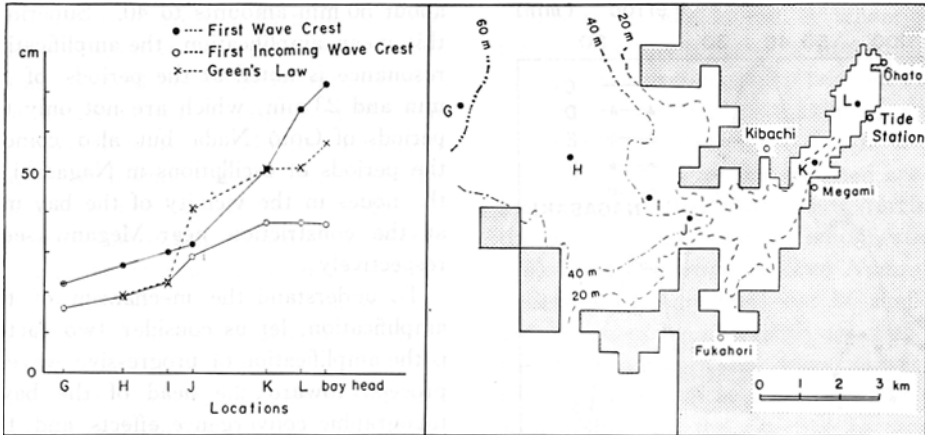 First Wave Crest
First Incoming Wave Crest
Green's Law
cm
50
0
G H I J K L bay head
Locations
60 m
40 m
20 m
G
H
J
K
L
Ohato
Tide
Station
Kibachi
Megami
40 m
20 m
Fukahori
0 1 2 3 km